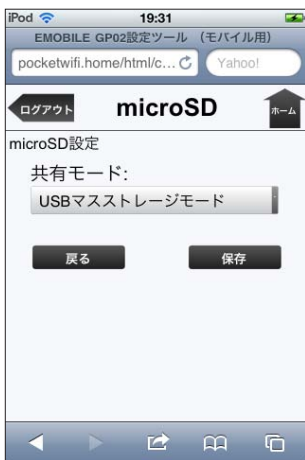 iPod 19:31
EMOBILE GP02設定ツール （モバイル用）
pocketwifi.home/html/c... Yahoo!
ログアウト microSD ホーム
microSD設定
共有モード:
USBマスストレージモード
戻る 保存